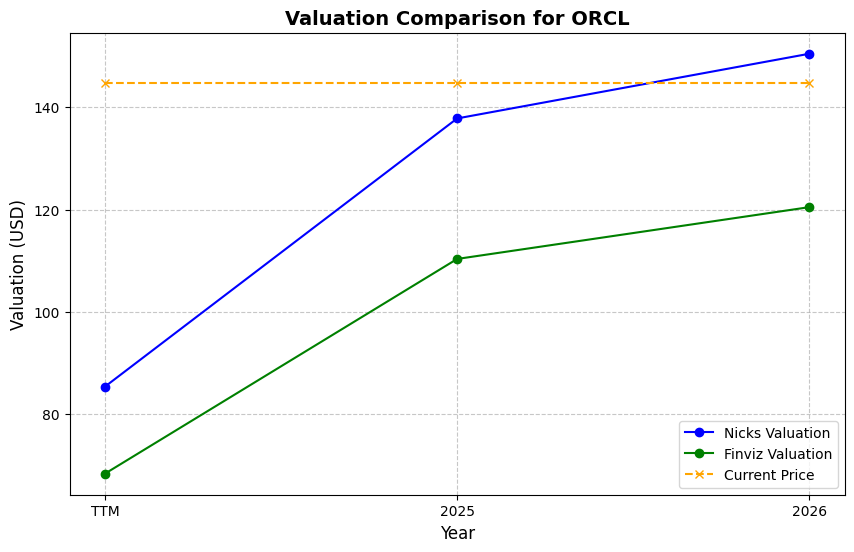 Valuation Comparison for ORCL
Valuation (USD)
140
120
100
80
TTM
2025
2026
Year
Nicks Valuation
Finviz Valuation
Current Price